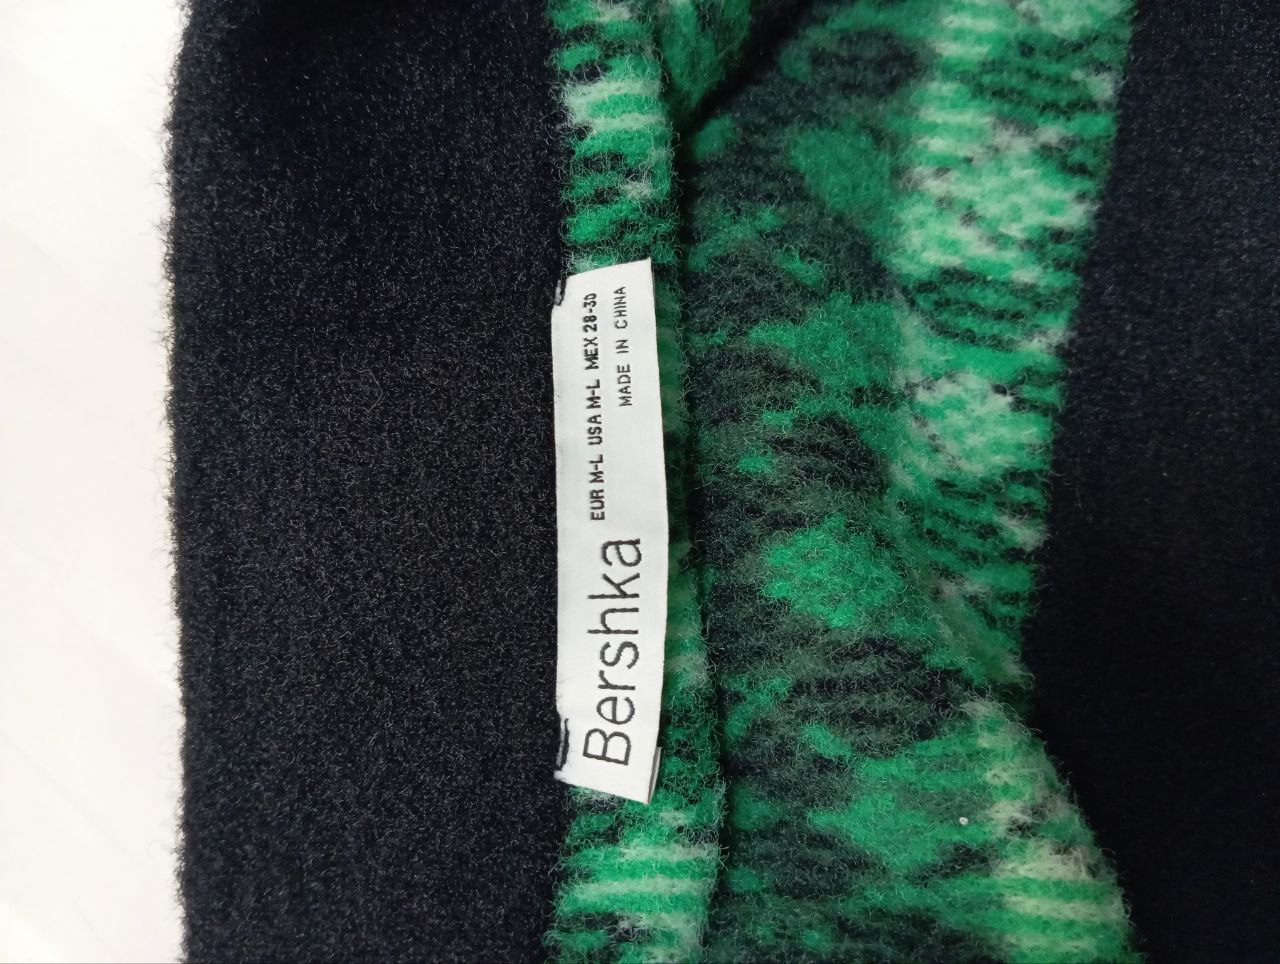 Bershka
EUR M-L USA M-L MEX 28-30
MADE IN CHINA